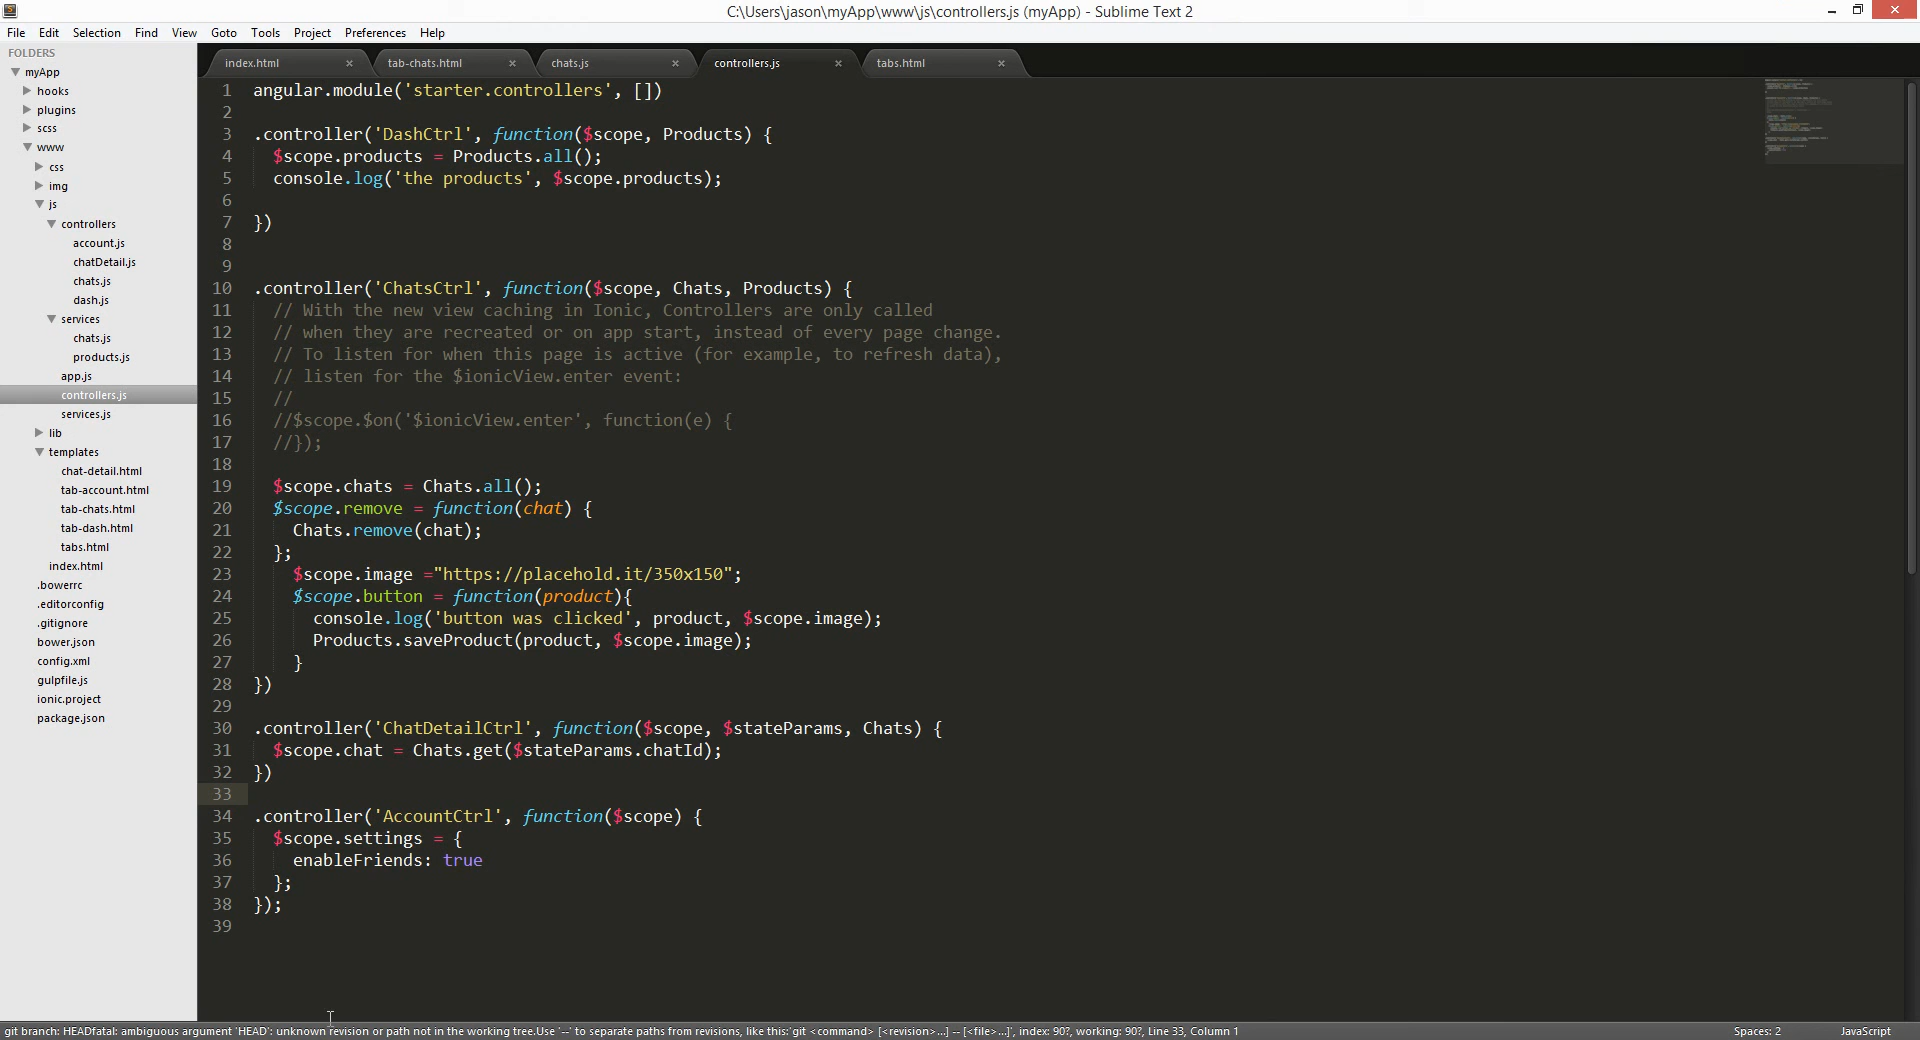 C:\Users\jason\myApp\www\js\controllers.js (myApp) - Sublime Text 2
File Edit Selection Find View Goto Tools Project Preferences Help
FOLDERS
myApp
hooks
plugins
scss
www
css
img
js
controllers
account.js
chatDetail.js
chats.js
dash.js
services
chats.js
products.js
app.js
controllers.js
services.js
lib
templates
chat-detail.html
tab-account.html
tab-chats.html
tab-dash.html
tabs.html
index.html
.bowerrc
.editorconfig
.gitignore
bower.json
config.xml
gulpfile.js
ionic.project
package.json
index.html × tab-chats.html × chats.js × controllers.js × tabs.html ×
1 angular.module('starter.controllers', [])
2
3 .controller('DashCtrl', function($scope, Products) {
4 $scope.products = Products.all();
5 console.log('the products', $scope.products);
6
7 })
8
9
10 .controller('ChatsCtrl', function($scope, Chats, Products) {
11 // With the new view caching in Ionic, Controllers are only called
12 // when they are recreated or on app start, instead of every page change.
13 // To listen for when this page is active (for example, to refresh data),
14 // listen for the $ionicView.enter event:
15 //
16 //$scope.$on('$ionicView.enter', function(e) {
17 //});
18
19 $scope.chats = Chats.all();
20 $scope.remove = function(chat) {
21 Chats.remove(chat);
22 };
23 $scope.image ="https://placehold.it/350x150";
24 $scope.button = function(product){
25 console.log('button was clicked', product, $scope.image);
26 Products.saveProduct(product, $scope.image);
27 }
28 })
29
30 .controller('ChatDetailCtrl', function($scope, $stateParams, Chats) {
31 $scope.chat = Chats.get($stateParams.chatId);
32 })
33
34 .controller('AccountCtrl', function($scope) {
35 $scope.settings = {
36 enableFriends: true
37 };
38 });
39
git branch: HEADfatal: ambiguous argument 'HEAD': unknown revision or path not in the working tree.Use '--' to separate paths from revisions, like this:'git <command> [<revision>...] -- [<file>...]', index: 90?, working: 90?, Line 33, Column 1 Spaces: 2 JavaScript